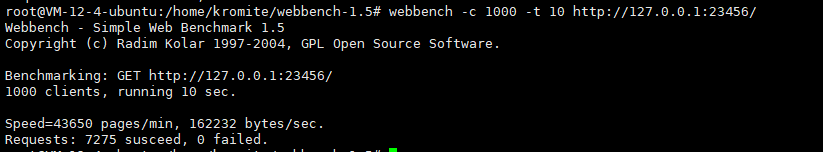 root@VM-12-4-ubuntu:/home/kromite/webbench-1.5# webbench -c 1000 -t 10 http://127.0.0.1:23456/
Webbench - Simple Web Benchmark 1.5
Copyright (c) Radim Kolar 1997-2004, GPL Open Source Software.

Benchmarking: GET http://127.0.0.1:23456/
1000 clients, running 10 sec.

Speed=43650 pages/min, 162232 bytes/sec.
Requests: 7275 susceed, 0 failed.